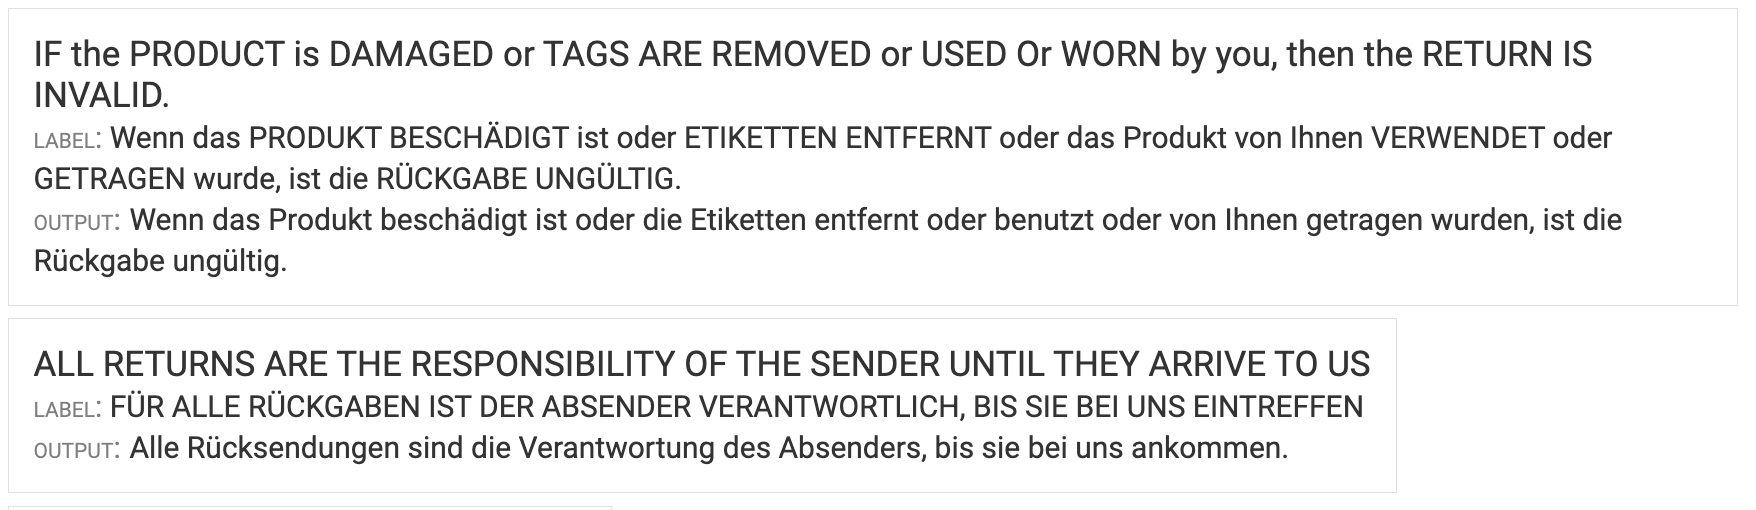 IF the PRODUCT is DAMAGED or TAGS ARE REMOVED or USED Or WORN by you, then the RETURN IS
INVALID.
LABEL: Wenn das PRODUKT BESCHÄDIGT ist oder ETIKETTEN ENTFERNT oder das Produkt von Ihnen VERWENDET oder
GETRAGEN wurde, ist die RÜCKGABE UNGÜLTIG.
OUTPUT: Wenn das Produkt beschädigt ist oder die Etiketten entfernt oder benutzt oder von Ihnen getragen wurden, ist die
Rückgabe ungültig.
ALL RETURNS ARE THE RESPONSIBILITY OF THE SENDER UNTIL THEY ARRIVE TO US
LABEL: FÜR ALLE RÜCKGABEN IST DER ABSENDER VERANTWORTLICH, BIS SIE BEI UNS EINTREFFEN
OUTPUT: Alle Rücksendungen sind die Verantwortung des Absenders, bis sie bei uns ankommen.